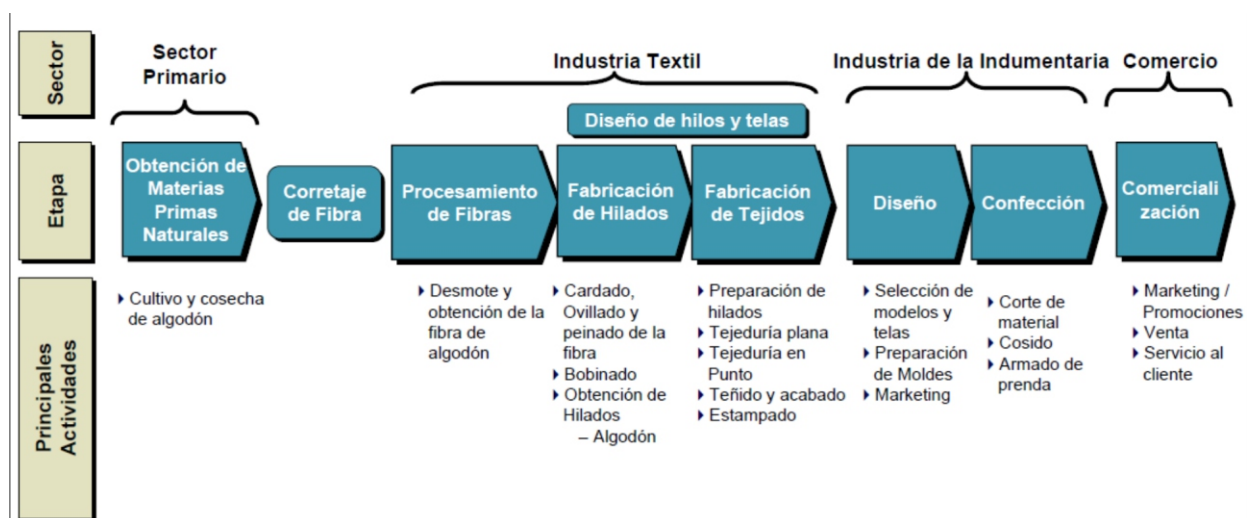 Sector
Sector
Primario
Industria Textil
Industria de la Indumentaria
Comercio
Diseño de hilos y telas
Etapa
Obtención de
Materias
Primas
Naturales
Corretaje
de Fibra
Procesamiento
de Fibras
Fabricación
de Hilados
Fabricación
de Tejidos
Diseño
Confección
Comerciali
zación
Principales
Actividades
Cultivo y cosecha
de algodón
Desmote y
obtención de la
fibra de
algodón
Cardado,
Ovillado y
peinado de la
fibra
Bobinado
Obtención de
Hilados
– Algodón
Preparación de
hilados
Tejeduría plana
Tejeduría en
Punto
Teñido y acabado
Estampado
Selección de
modelos y
telas
Preparación
de Moldes
Marketing
Corte de
material
Cosido
Armado de
prenda
Marketing /
Promociones
Venta
Servicio al
cliente